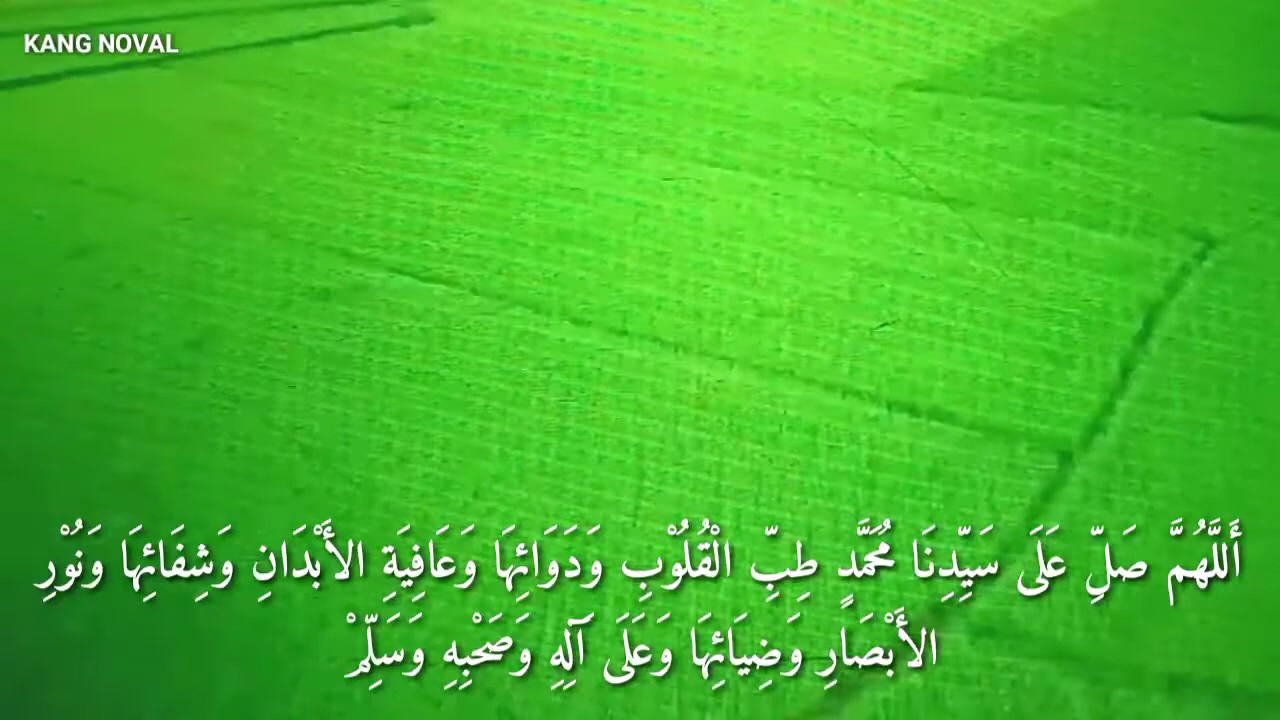 KANG NOVAL
أَللَّهُمَّ صَلِّ عَلَى سَيِّدِنَا مُحَمَّدٍ طِبِّ الْقُلُوْبِ وَدَوَائِهَا وَعَافِيَةِ الأَبْدَانِ وَشِفَائِهَا وَنُوْرِ
الأَبْصَارِ وَضِيَائِهَا وَعَلَى آلِهِ وَصَحْبِهِ وَسَلِّمْ